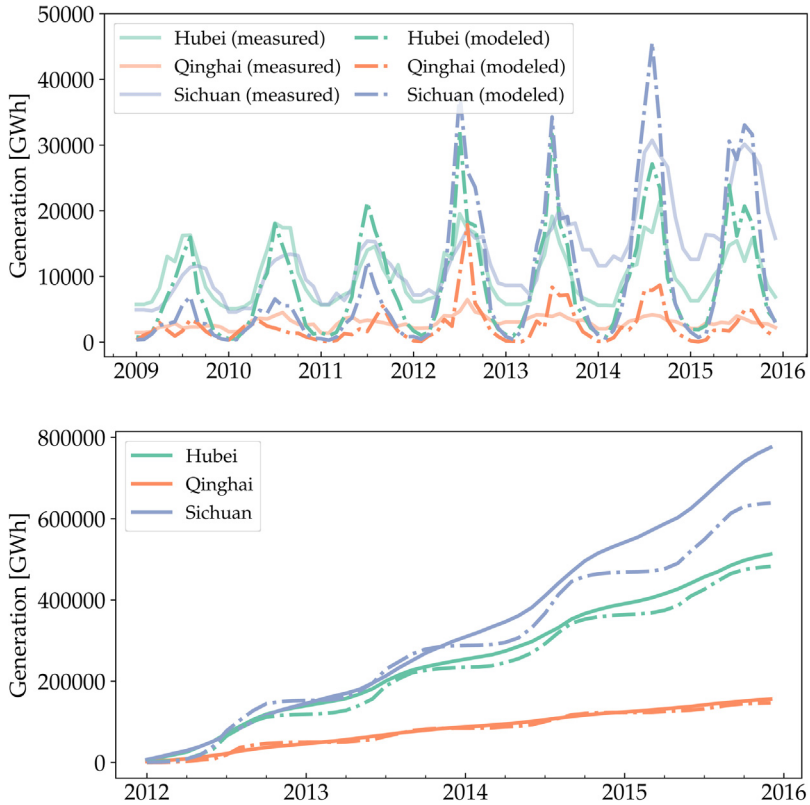 50000
40000
30000
20000
10000
0
Generation [GWh]
Hubei (measured) Hubei (modeled)
Qinghai (measured) Qinghai (modeled)
Sichuan (measured) Sichuan (modeled)
2009 2010 2011 2012 2013 2014 2015 2016
800000
600000
400000
200000
0
Generation [GWh]
Hubei
Qinghai
Sichuan
2012 2013 2014 2015 2016